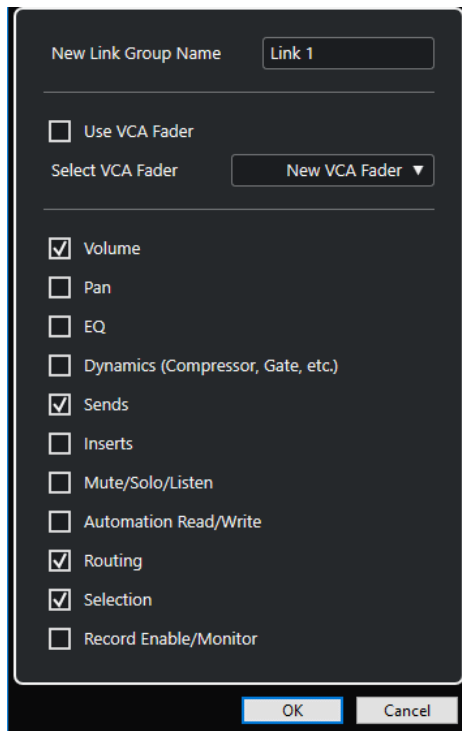 New Link Group Name Link 1
Use VCA Fader
Select VCA Fader New VCA Fader
Volume
Pan
EQ
Dynamics (Compressor, Gate, etc.)
Sends
Inserts
Mute/Solo/Listen
Automation Read/Write
Routing
Selection
Record Enable/Monitor
OK Cancel